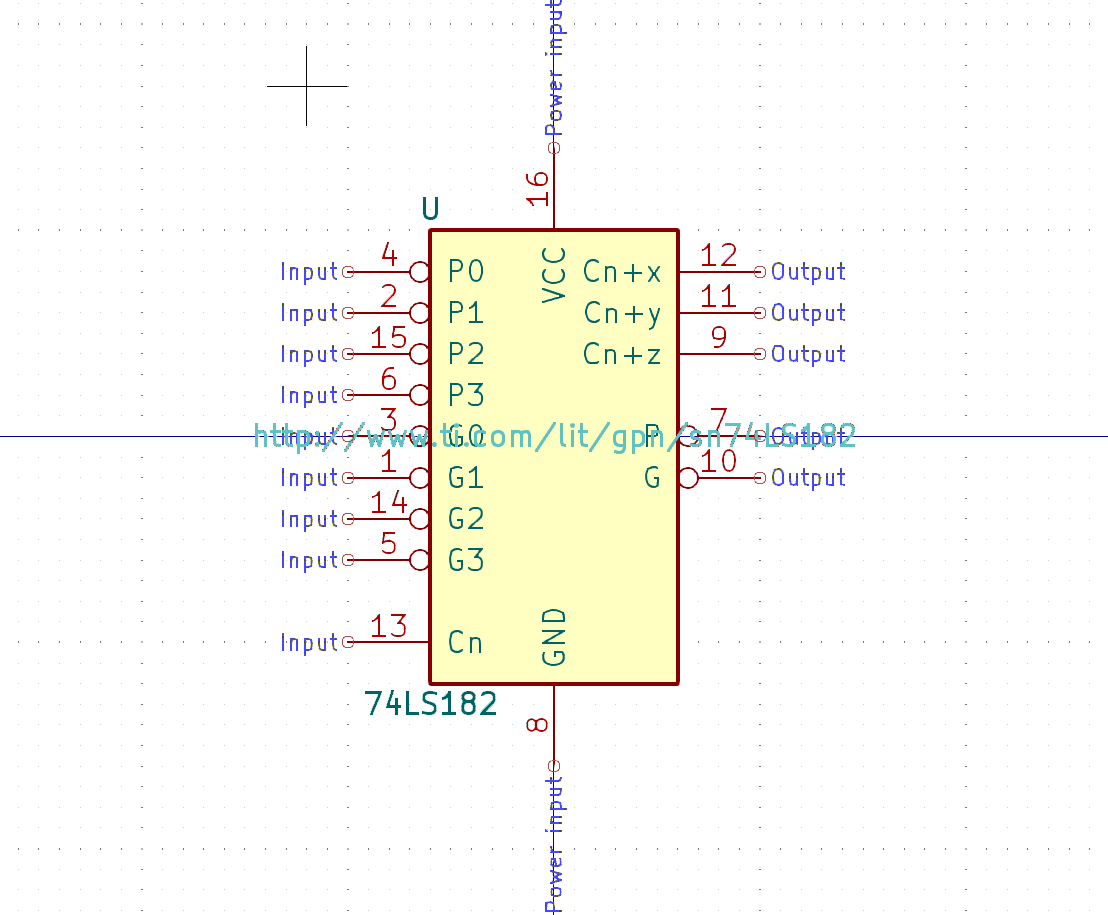 Power input
16
U
Input 4 P0 VCC Cn+x 12 Output
Input 2 P1 Cn+y 11 Output
Input 15 P2 Cn+z 9 Output
Input 6 P3
Input 3 G0 P 7 Output
http://www.ti.com/lit/gpn/sn74LS182
Input 1 G1 G 10 Output
Input 14 G2
Input 5 G3
Input 13 Cn GND
74LS182
8
Power input